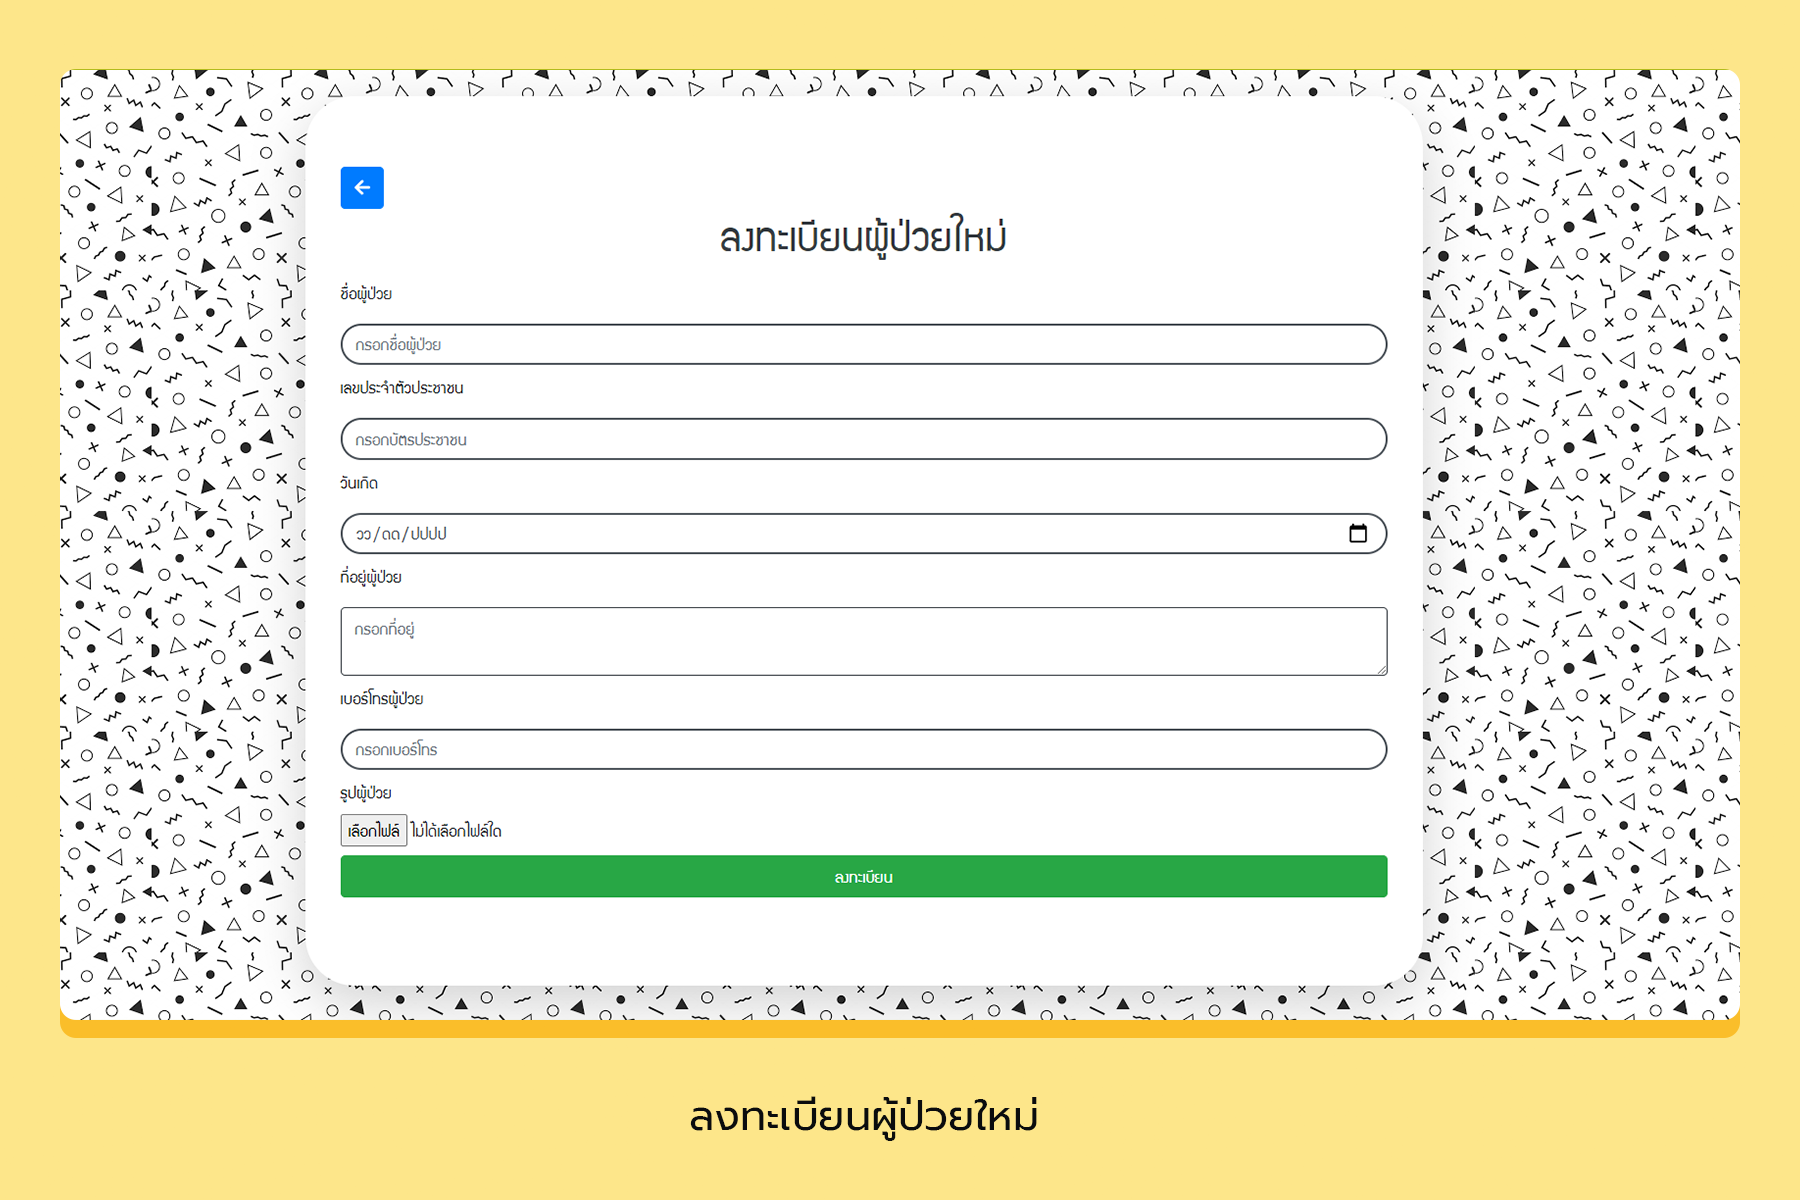 ลงทะเบียนผู้ป่วยใหม่
ชื่อผู้ป่วย
กรอกชื่อผู้ป่วย
เลขประจำตัวประชาชน
กรอกบัตรประชาชน
วันเกิด
วว/ดด/ปปปป
ที่อยู่ผู้ป่วย
กรอกที่อยู่
เบอร์โทรผู้ป่วย
กรอกเบอร์โทร
รูปผู้ป่วย
เลือกไฟล์ ไม่ได้เลือกไฟล์ใด
ลงทะเบียน
ลงทะเบียนผู้ป่วยใหม่